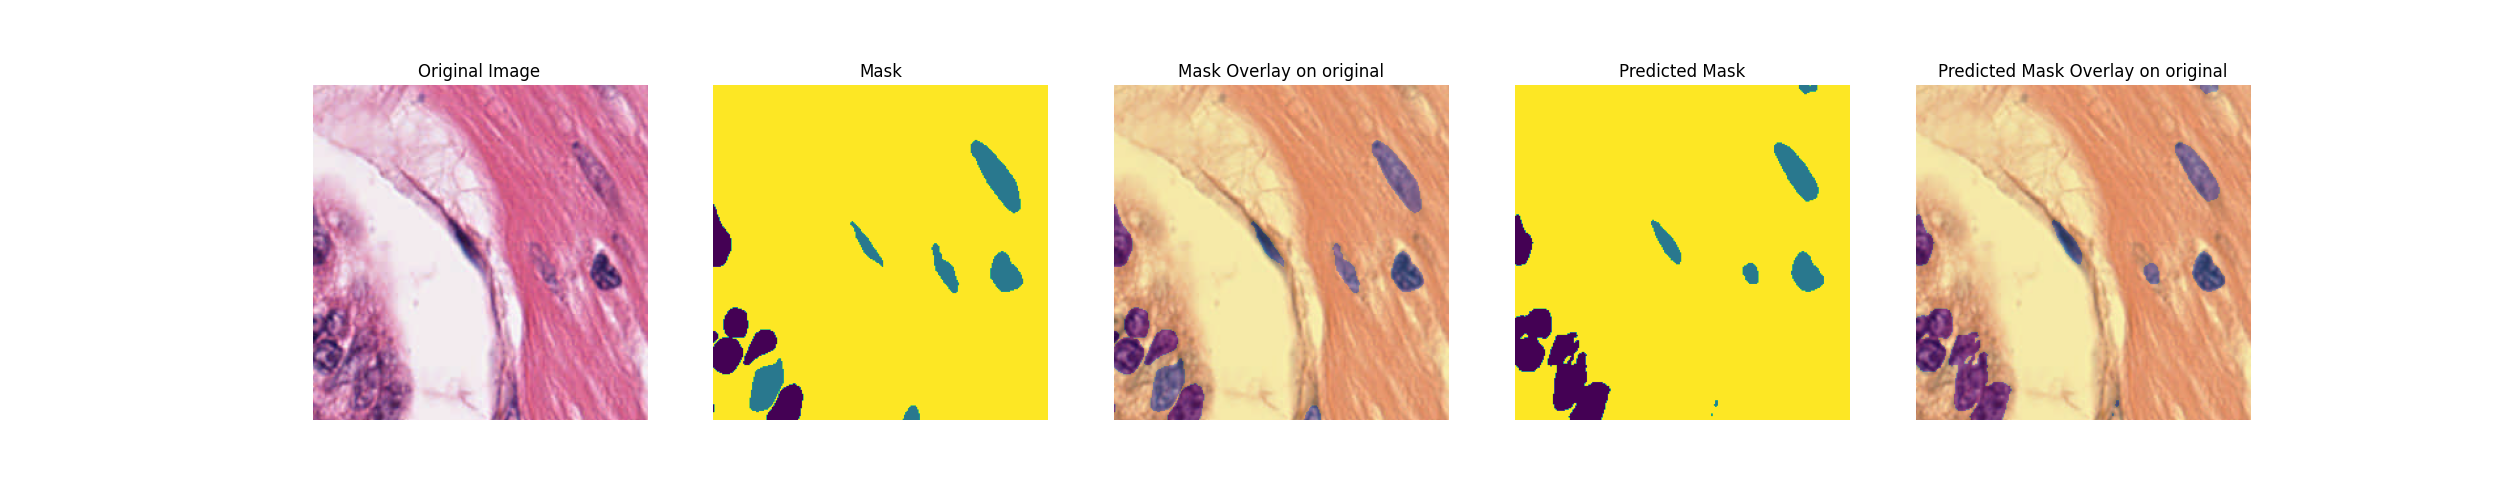 Original Image
Mask
Mask Overlay on original
Predicted Mask
Predicted Mask Overlay on original